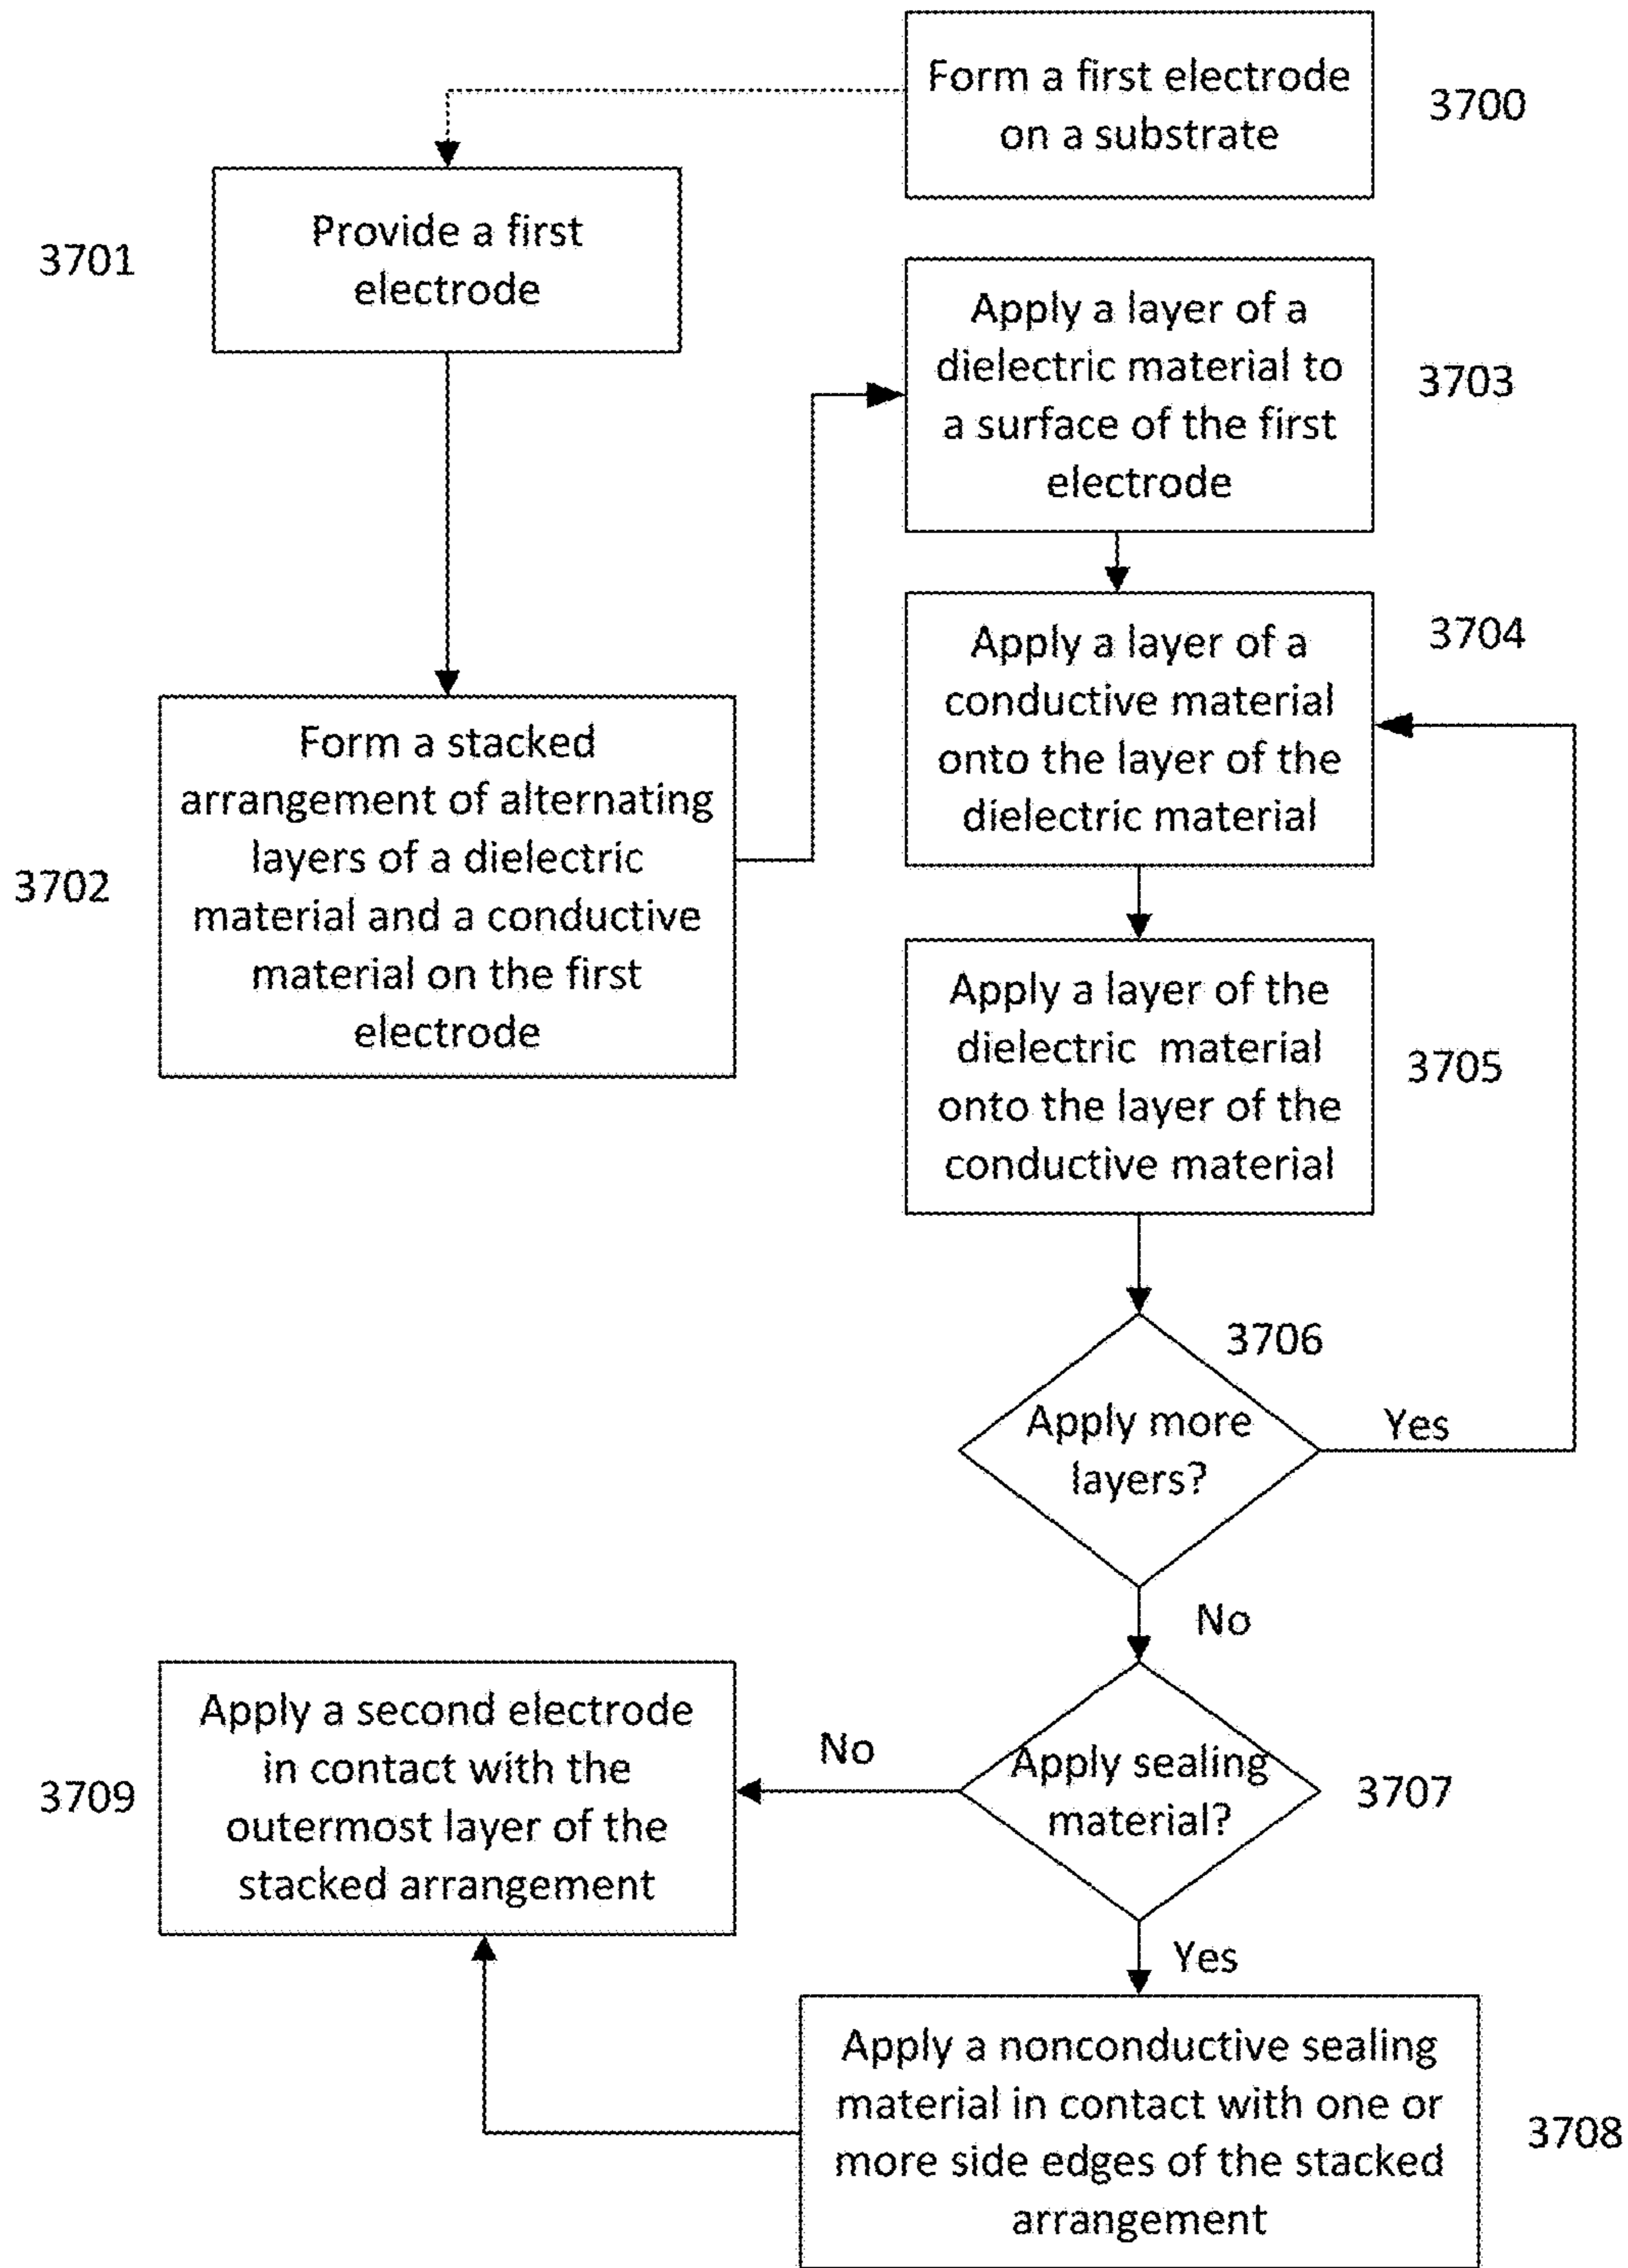 Form a first electrode
on a substrate
3700
Provide a first
electrode
3701
Apply a layer of a
dielectric material to
a surface of the first
electrode
3703
Apply a layer of a
conductive material
onto the layer of the
dielectric material
3704
Form a stacked
arrangement of alternating
layers of a dielectric
material and a conductive
material on the first
electrode
3702
Apply a layer of the
dielectric material
onto the layer of the
conductive material
3705
3706
Apply more
layers?
Yes
No
Apply sealing
material?
3707
No
Yes
Apply a second electrode
in contact with the
outermost layer of the
stacked arrangement
3709
Apply a nonconductive sealing
material in contact with one or
more side edges of the stacked
arrangement
3708